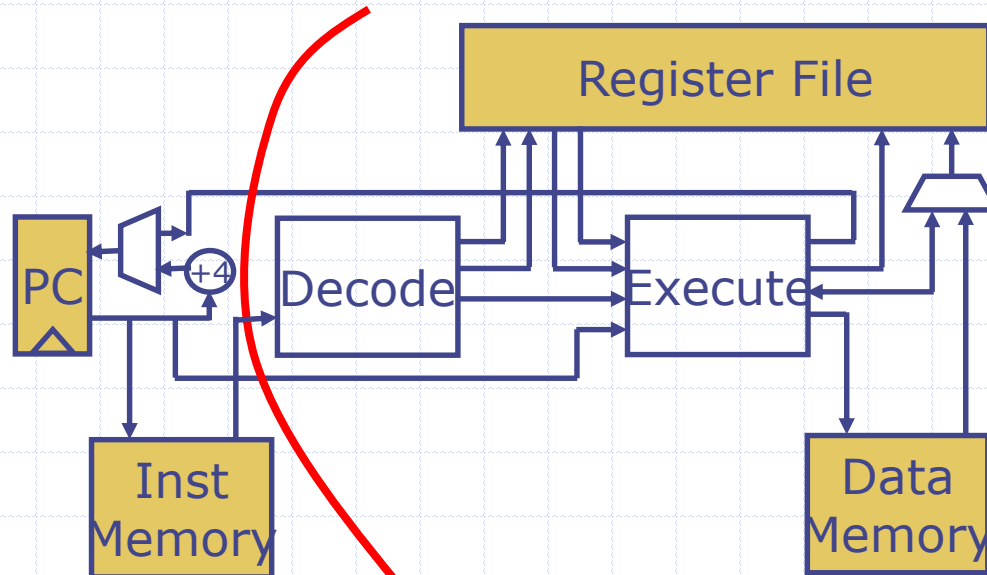 Register File
PC
+4
Decode
Execute
Inst
Memory
Data
Memory